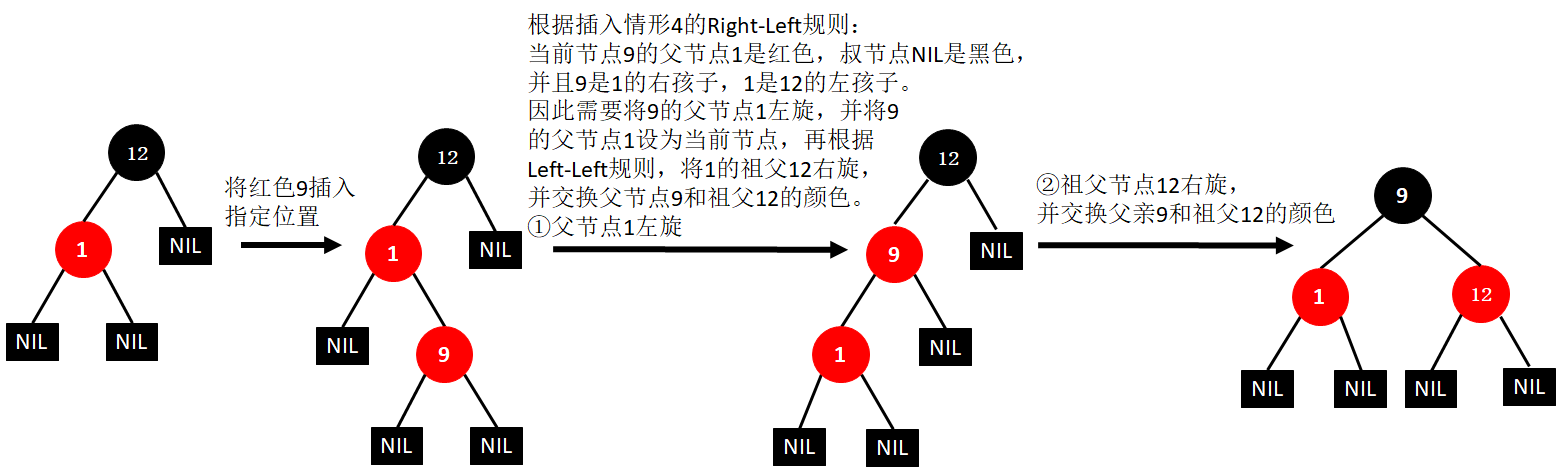 根据插入情形4的Right-Left规则：
当前节点9的父节点1是红色，叔节点NIL是黑色，
并且9是1的右孩子，1是12的左孩子。
因此需要将9的父节点1左旋，并将9
的父节点1设为当前节点，再根据
Left-Left规则，将1的祖父12右旋，
并交换父节点9和祖父12的颜色。
①父节点1左旋
将红色9插入
指定位置
②祖父节点12右旋，
并交换父亲9和祖父12的颜色
12
1
NIL
NIL
NIL
12
1
NIL
NIL
9
NIL
NIL
12
9
NIL
1
NIL
NIL
NIL
9
1
12
NIL
NIL
NIL
NIL